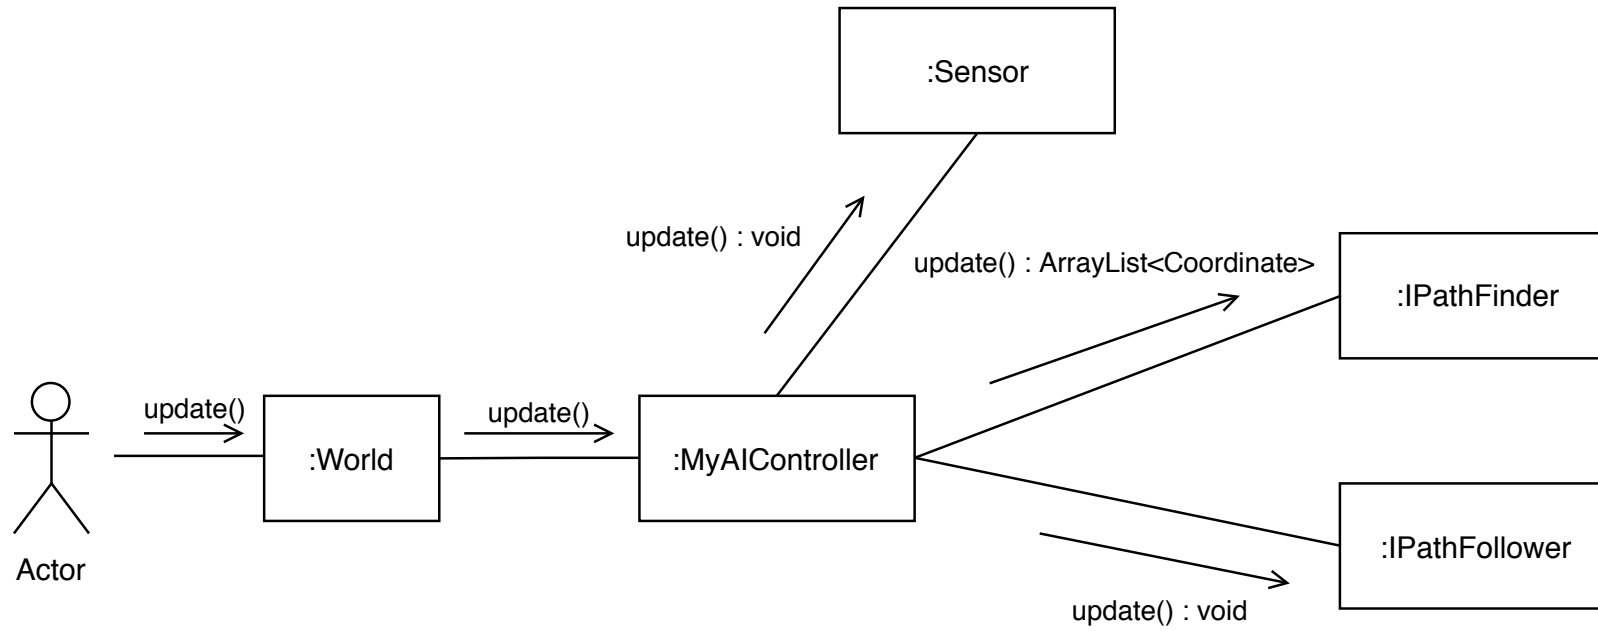 :Sensor
update() : void
update() : ArrayList<Coordinate>
:IPathFinder
update()
update()
:World
:MyAIController
:IPathFollower
Actor
update() : void